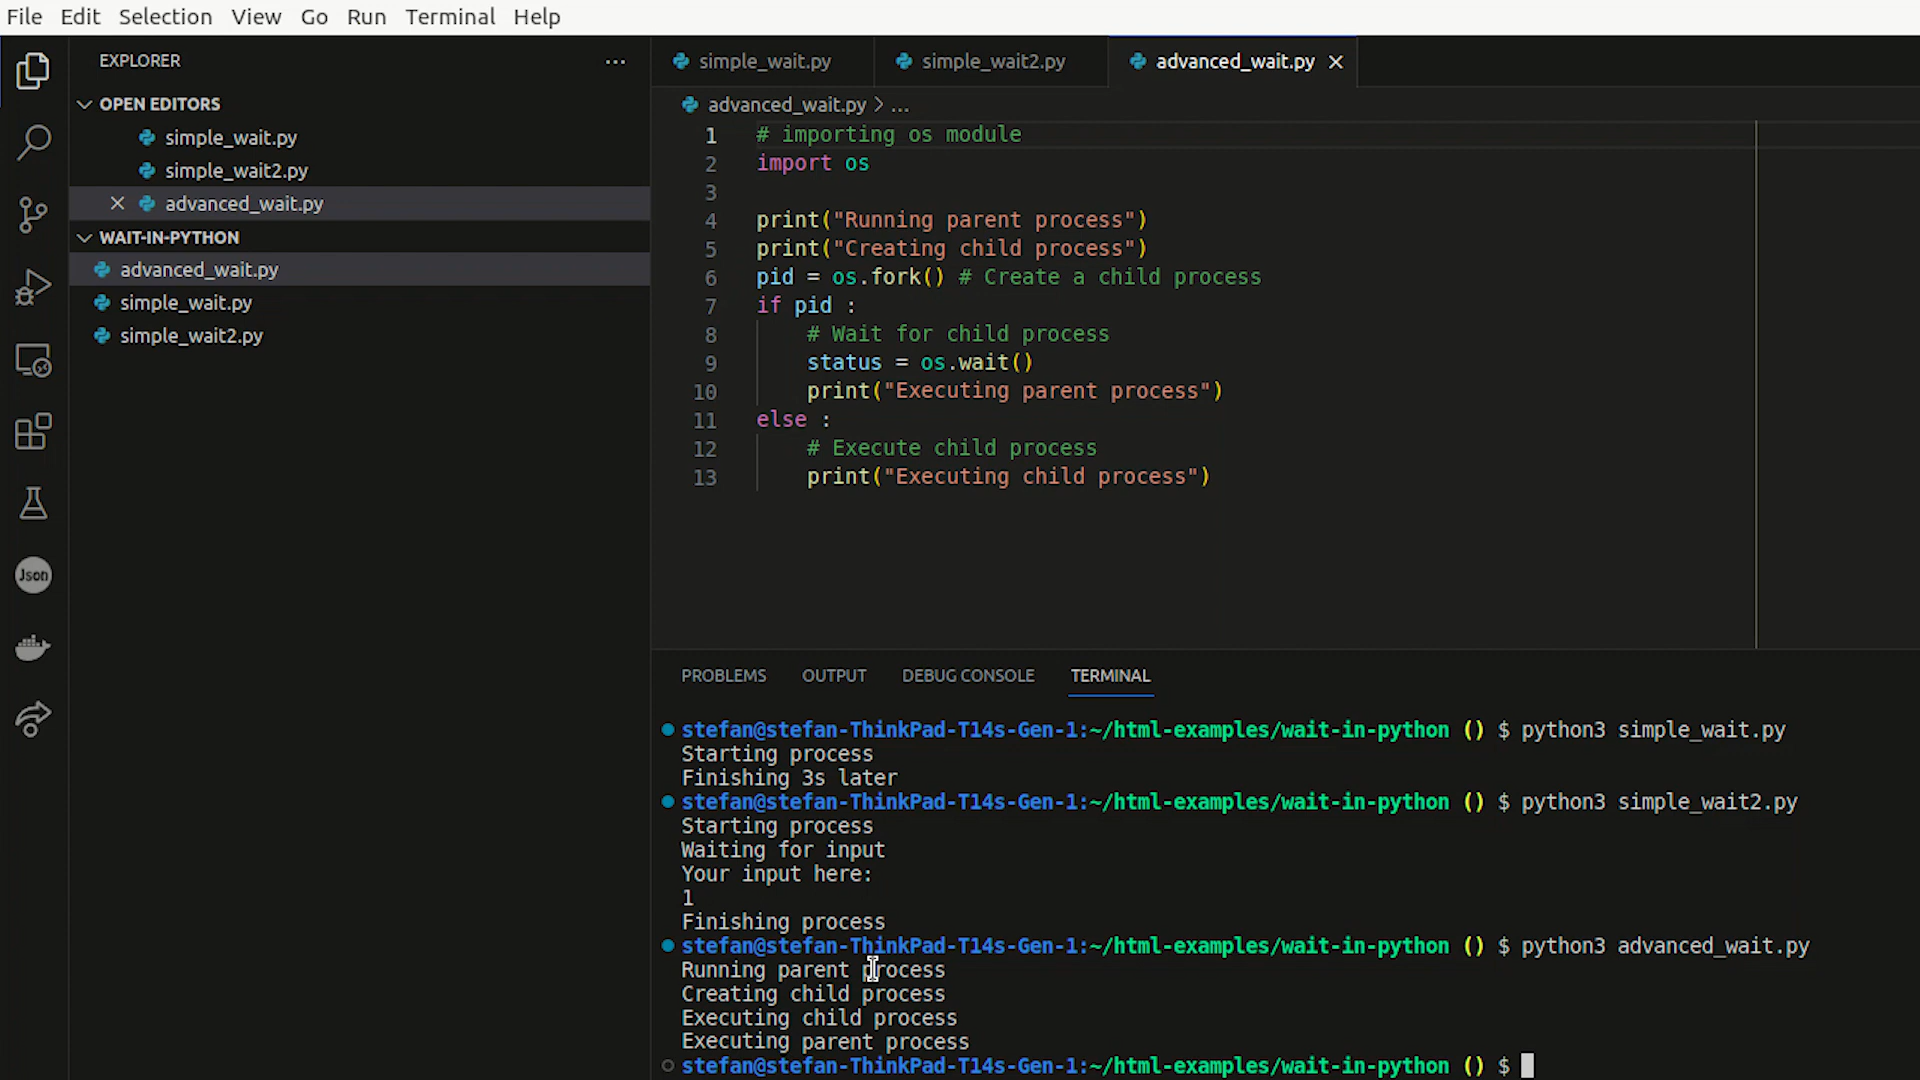 File Edit Selection View Go Run Terminal Help
EXPLORER ...
OPEN EDITORS
simple_wait.py
simple_wait2.py
advanced_wait.py
WAIT-IN-PYTHON
advanced_wait.py
simple_wait.py
simple_wait2.py
Json
simple_wait.py simple_wait2.py advanced_wait.py
advanced_wait.py > ...
1 # importing os module
2 import os
3
4 print("Running parent process")
5 print("Creating child process")
6 pid = os.fork() # Create a child process
7 if pid :
8 # Wait for child process
9 status = os.wait()
10 print("Executing parent process")
11 else :
12 # Execute child process
13 print("Executing child process")
PROBLEMS OUTPUT DEBUG CONSOLE TERMINAL
stefan@stefan-ThinkPad-T14s-Gen-1:~/html-examples/wait-in-python () $ python3 simple_wait.py
Starting process
Finishing 3s later
stefan@stefan-ThinkPad-T14s-Gen-1:~/html-examples/wait-in-python () $ python3 simple_wait2.py
Starting process
Waiting for input
Your input here:
1
Finishing process
stefan@stefan-ThinkPad-T14s-Gen-1:~/html-examples/wait-in-python () $ python3 advanced_wait.py
Running parent process
Creating child process
Executing child process
Executing parent process
stefan@stefan-ThinkPad-T14s-Gen-1:~/html-examples/wait-in-python () $